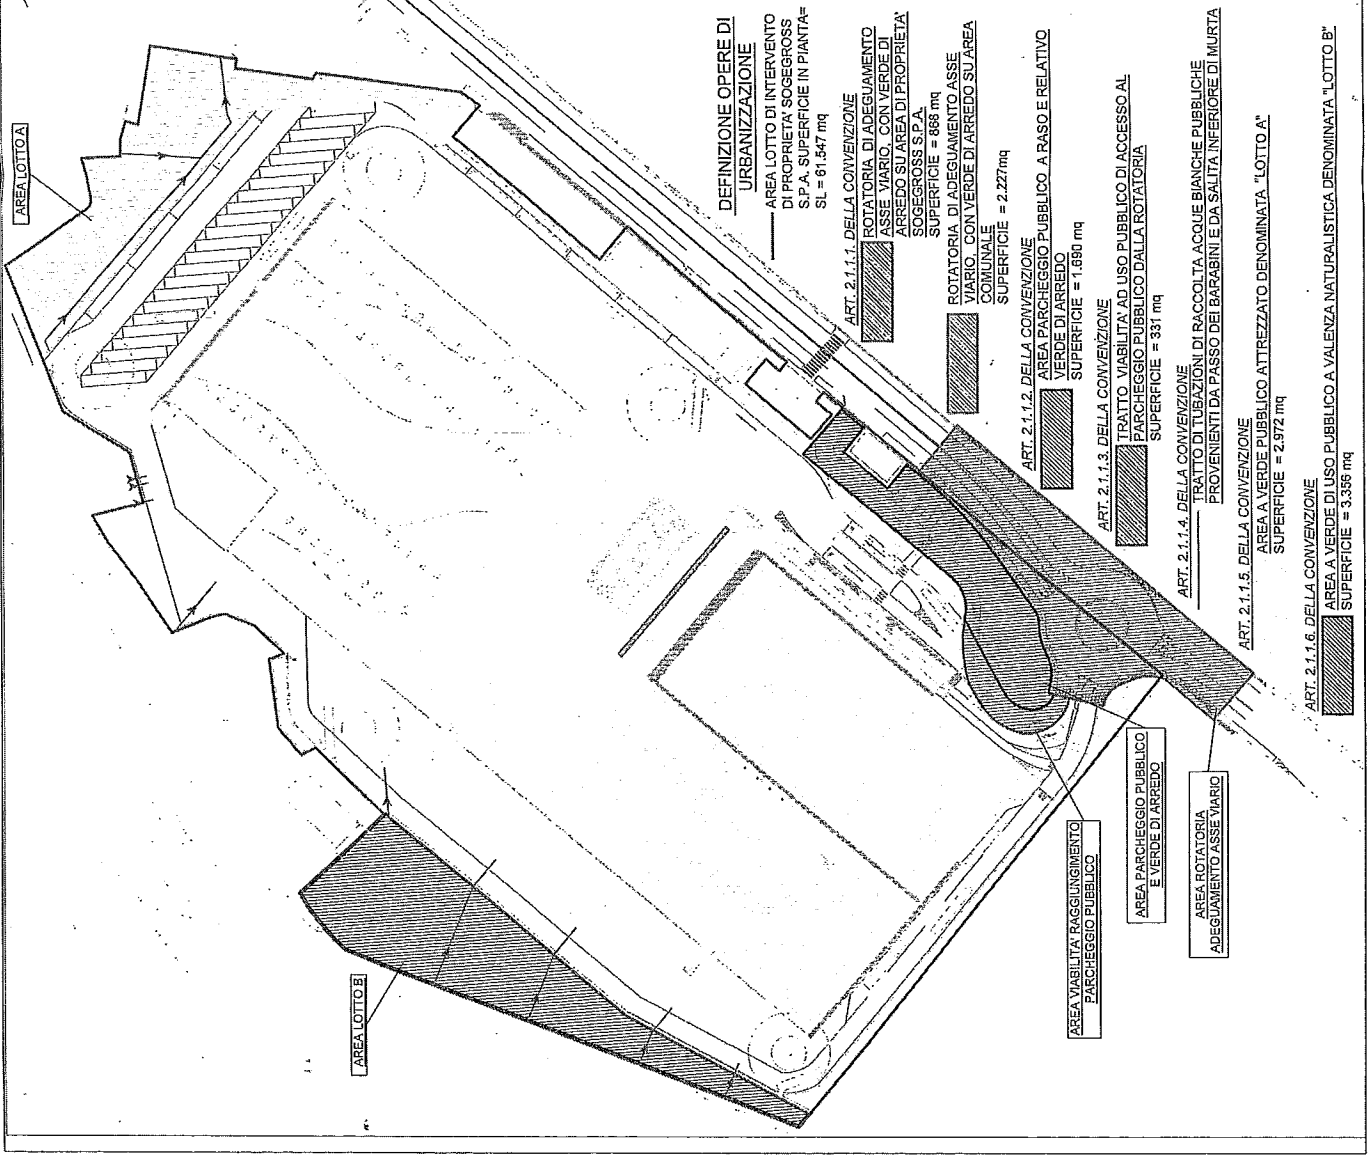 DEFINIZIONE OPERE DI
URBANIZZAZIONE
AREA LOTTO DI INTERVENTO
DI PROPRIETA' SOGEGROSS
S.P.A. SUPERFICIE IN PIANTA=
SL = 61.547 mq
ART. 2.1.1.1. DELLA CONVENZIONE
ROTATORIA DI ADEGUAMENTO
ASSE VIARIO, CON VERDE DI
ARREDO SU AREA DI PROPRIETA'
SOGEGROSS S.P.A.
SUPERFICIE = 868 mq
ROTATORIA DI ADEGUAMENTO ASSE
VIARIO, CON VERDE DI ARREDO SU AREA
COMUNALE
SUPERFICIE = 2.227mq
ART. 2.1.1.2. DELLA CONVENZIONE
AREA PARCHEGGIO PUBBLICO A RASO E RELATIVO
VERDE DI ARREDO
SUPERFICIE = 1.690 mq
ART. 2.1.1.3. DELLA CONVENZIONE
TRATTO VIABILITA' AD USO PUBBLICO DI ACCESSO AL
PARCHEGGIO PUBBLICO DALLA ROTATORIA
SUPERFICIE = 331 mq
ART. 2.1.1.4. DELLA CONVENZIONE
TRATTO DI TUBAZIONI DI RACCOLTA ACQUE BIANCHE PUBBLICHE
PROVENIENTI DA PASSO DEI BARABINI E DA SALITA INFERIORE DI MURTA
ART. 2.1.1.5. DELLA CONVENZIONE
AREA A VERDE PUBBLICO ATTREZZATO DENOMINATA "LOTTO A"
SUPERFICIE = 2.972 mq
ART. 2.1.1.6. DELLA CONVENZIONE
AREA A VERDE DI USO PUBBLICO A VALENZA NATURALISTICA DENOMINATA "LOTTO B"
SUPERFICIE = 3.356 mq
AREA LOTTO A
AREA LOTTO B
AREA VIABILITA' RAGGIUNGIMENTO
PARCHEGGIO PUBBLICO
AREA PARCHEGGIO PUBBLICO
E VERDE DI ARREDO
AREA ROTATORIA
ADEGUAMENTO ASSE VIARIO